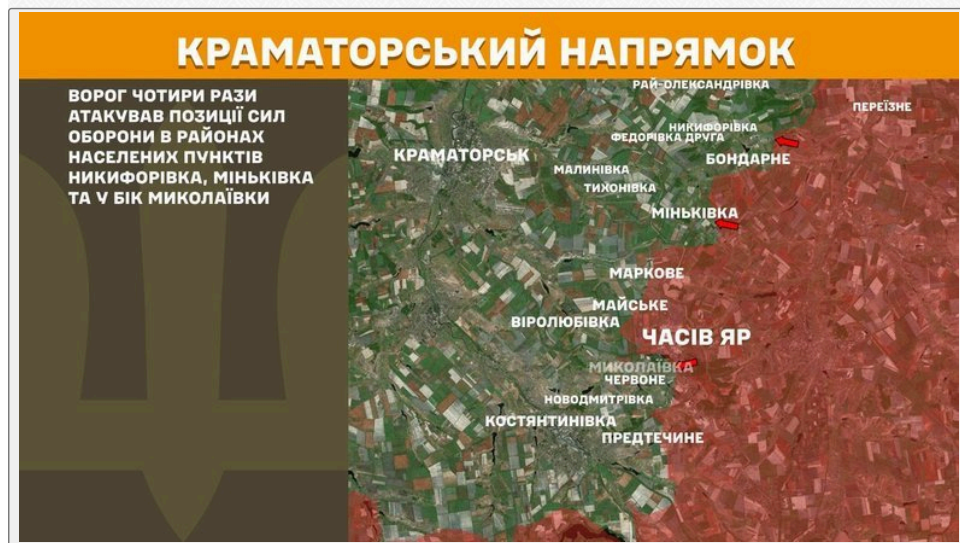 КРАМАТОРСЬКИЙ НАПРЯМОК
ВОРОГ ЧОТИРИ РАЗИ
АТАКУВАВ ПОЗИЦІЇ СИЛ
ОБОРОНИ В РАЙОНАХ
НАСЕЛЕНИХ ПУНКТІВ
НИКИФОРІВКА, МІНЬКІВКА
ТА У БІК МИКОЛАЇВКИ
РАЙ-ОЛЕКСАНДРІВКА
ПЕРЕЇЗНЕ
НИКИФОРІВКА
ФЕДОРІВКА ДРУГА
КРАМАТОРСЬК
БОНДАРНЕ
МАЛИНІВКА
ТИХОНІВКА
МІНЬКІВКА
МАРКОВЕ
МАЙСЬКЕ
ВІРОЛЮБІВКА
ЧАСІВ ЯР
МИКОЛАЇВКА
ЧЕРВОНЕ
НОВОДМИТРІВКА
КОСТЯНТИНІВКА
ПРЕДТЕЧИНЕ